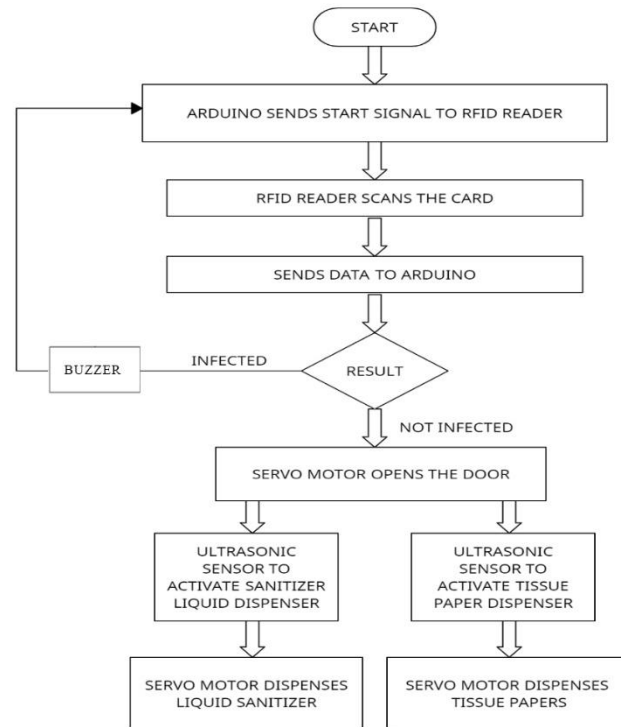 START
ARDUINO SENDS START SIGNAL TO RFID READER
RFID READER SCANS THE CARD
SENDS DATA TO ARDUINO
BUZZER
INFECTED
RESULT
NOT INFECTED
SERVO MOTOR OPENS THE DOOR
ULTRASONIC
SENSOR TO
ACTIVATE SANITIZER
LIQUID DISPENSER
ULTRASONIC
SENSOR TO
ACTIVATE TISSUE
PAPER DISPENSER
SERVO MOTOR DISPENSES
LIQUID SANITIZER
SERVO MOTOR DISPENSES
TISSUE PAPERS